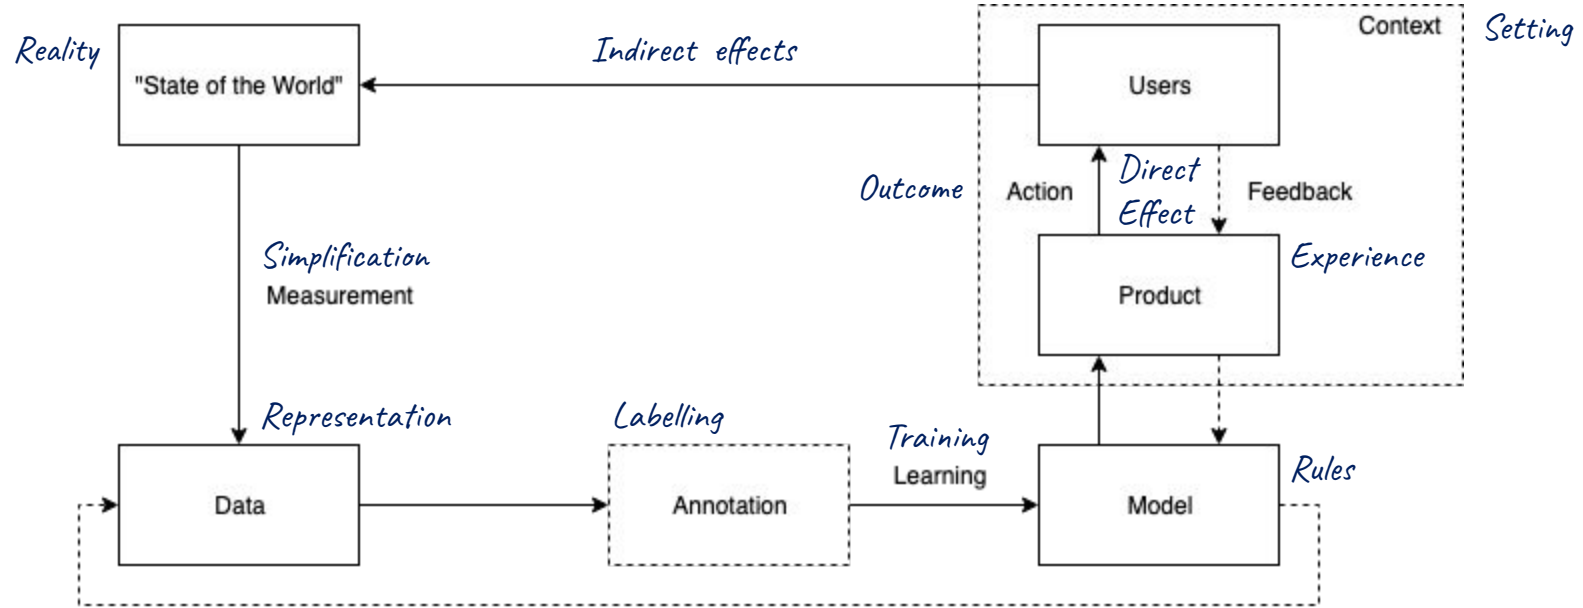 Context
Setting
Reality
"State of the World"
Indirect effects
Users
Outcome
Action
Direct
Effect
Feedback
Simplification
Measurement
Product
Experience
Representation
Labelling
Training
Learning
Rules
Data
Annotation
Model